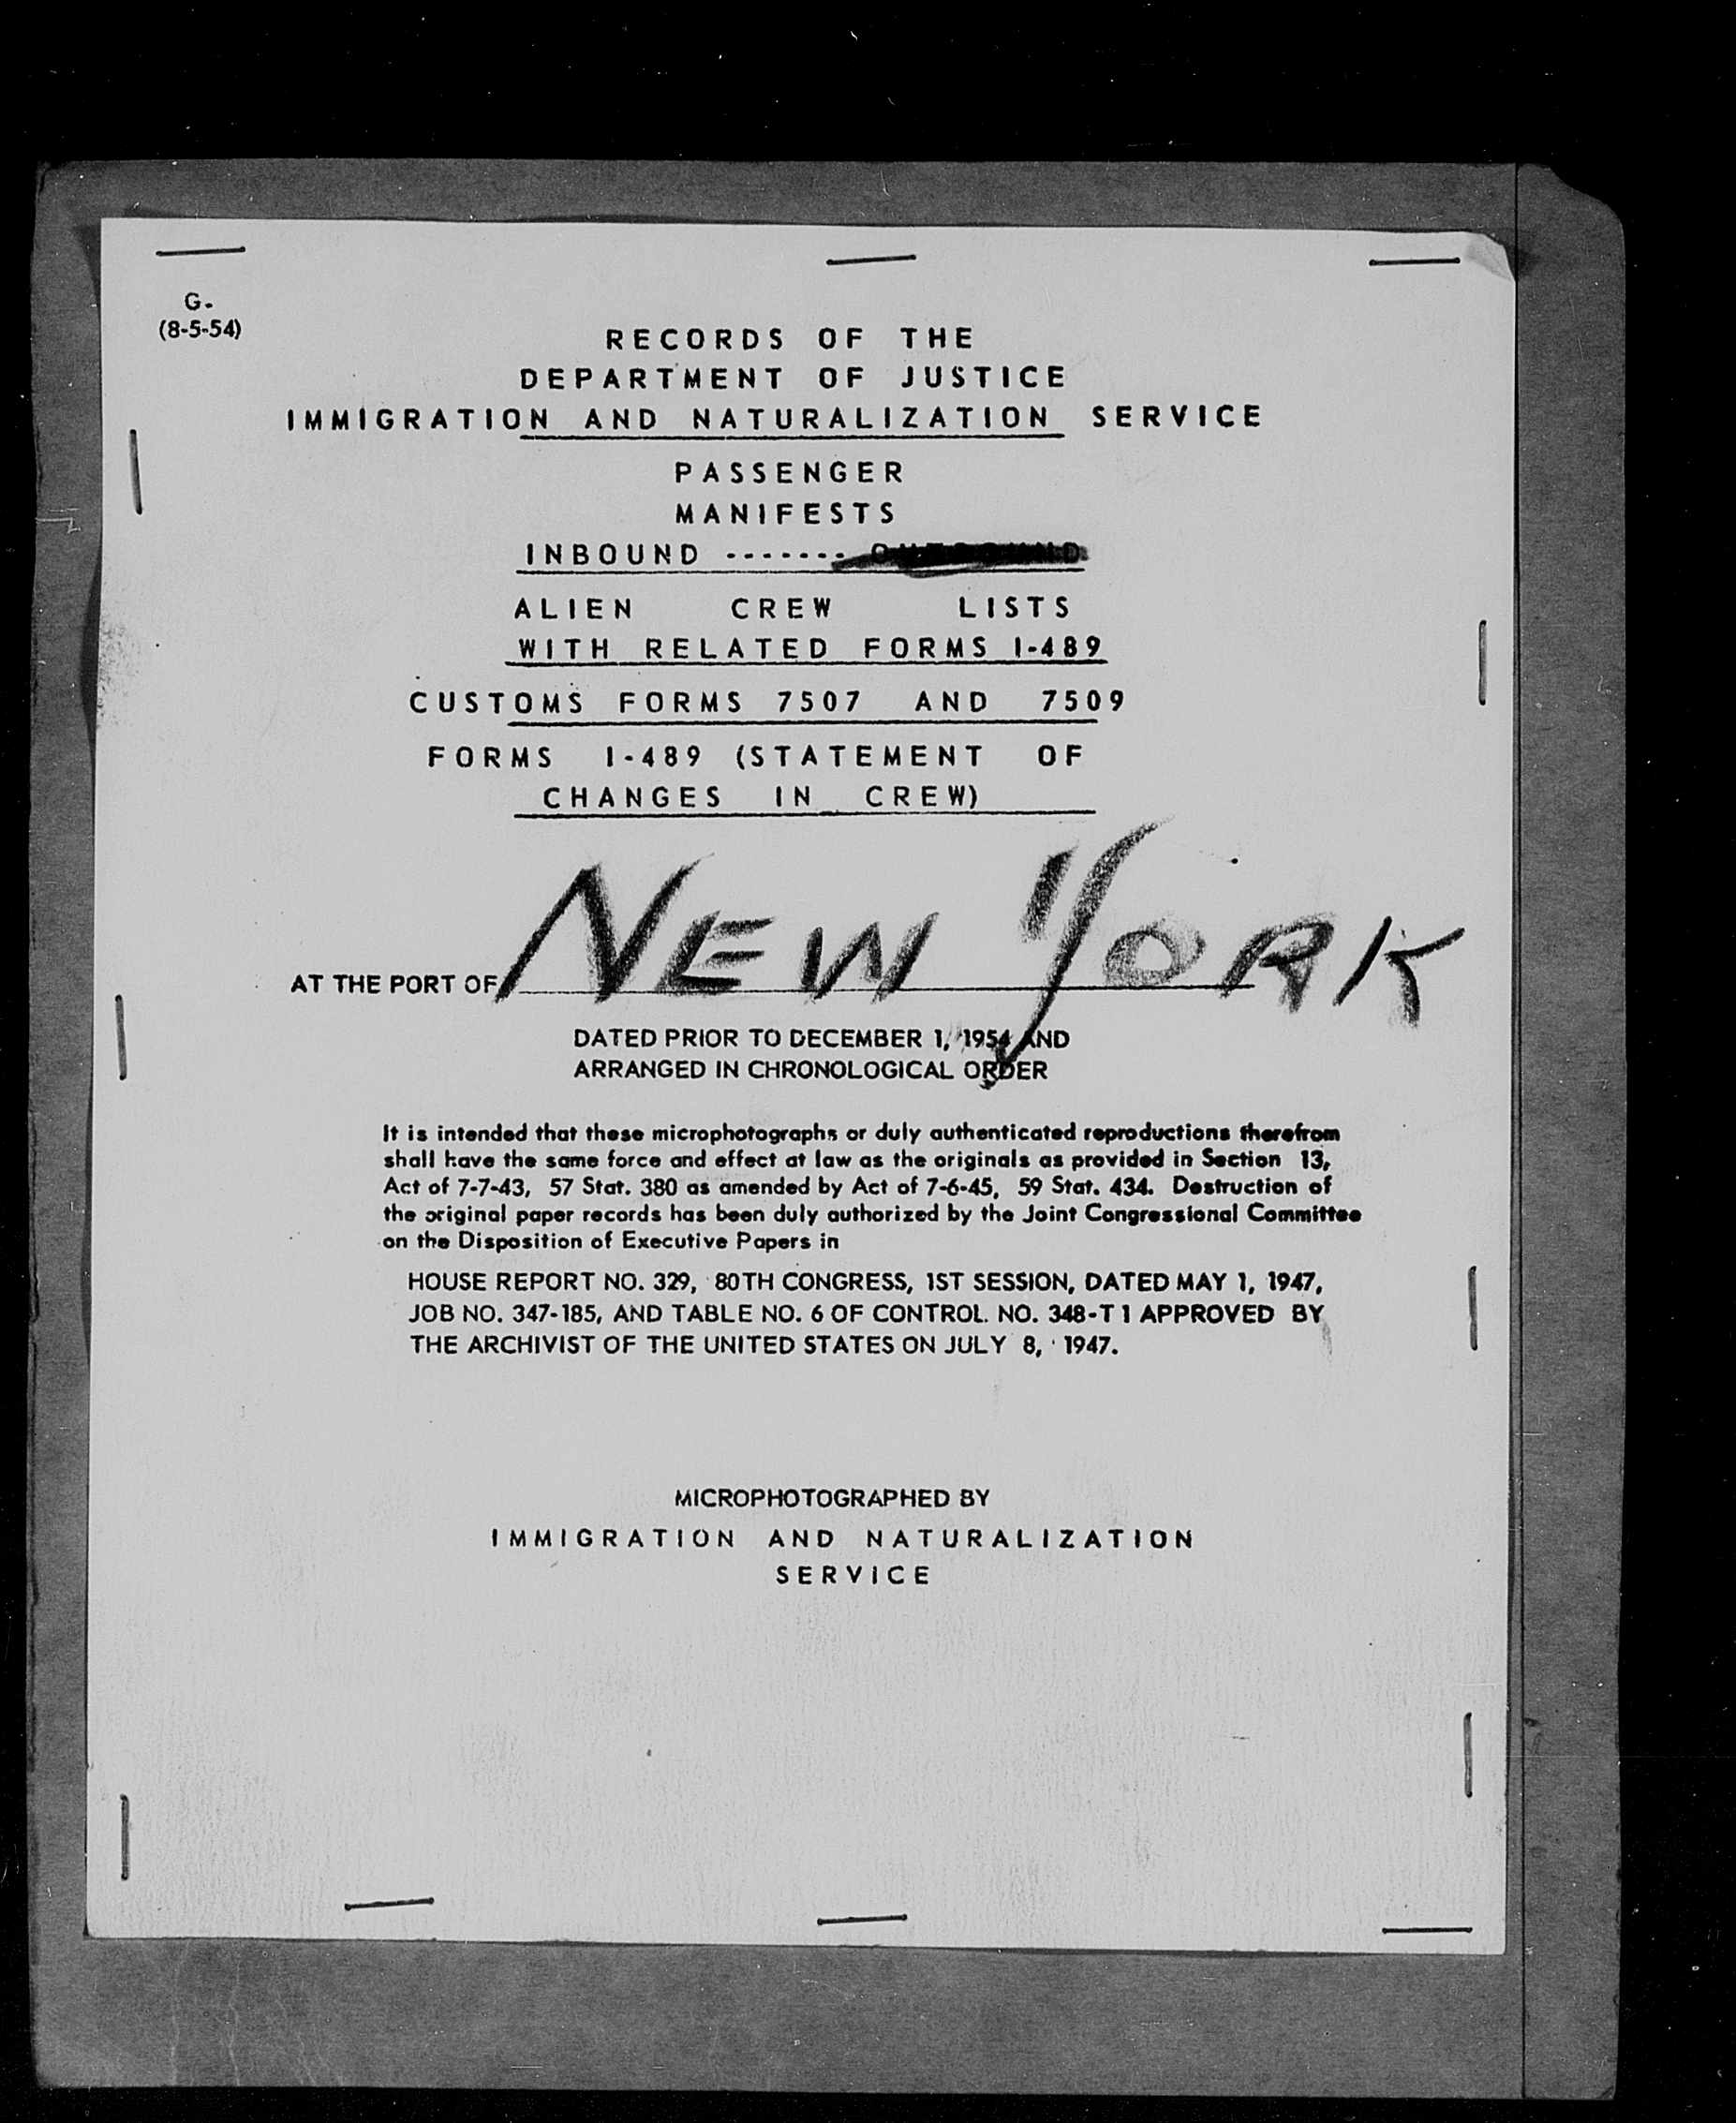 G-
(8-5-54)
RECORDS OF THE
DEPARTMENT OF JUSTICE
IMMIGRATION AND NATURALIZATION SERVICE
PASSENGER
MANIFESTS
INBOUND ------- OUTBOUND
ALIEN CREW LISTS
WITH RELATED FORMS I-489
CUSTOMS FORMS 7507 AND 7509
FORMS I-489 (STATEMENT OF
CHANGES IN CREW)
AT THE PORT OF NEW YORK
DATED PRIOR TO DECEMBER 1, 1954 AND
ARRANGED IN CHRONOLOGICAL ORDER
It is intended that these microphotographs or duly authenticated reproductions therefrom
shall have the same force and effect at law as the originals as provided in Section 13,
Act of 7-7-43, 57 Stat. 380 as amended by Act of 7-6-45, 59 Stat. 434. Destruction of
the original paper records has been duly authorized by the Joint Congressional Committee
on the Disposition of Executive Papers in
HOUSE REPORT NO. 329, 80TH CONGRESS, 1ST SESSION, DATED MAY 1, 1947,
JOB NO. 347-185, AND TABLE NO. 6 OF CONTROL NO. 348-T1 APPROVED BY
THE ARCHIVIST OF THE UNITED STATES ON JULY 8, 1947.
MICROPHOTOGRAPHED BY
IMMIGRATION AND NATURALIZATION
SERVICE